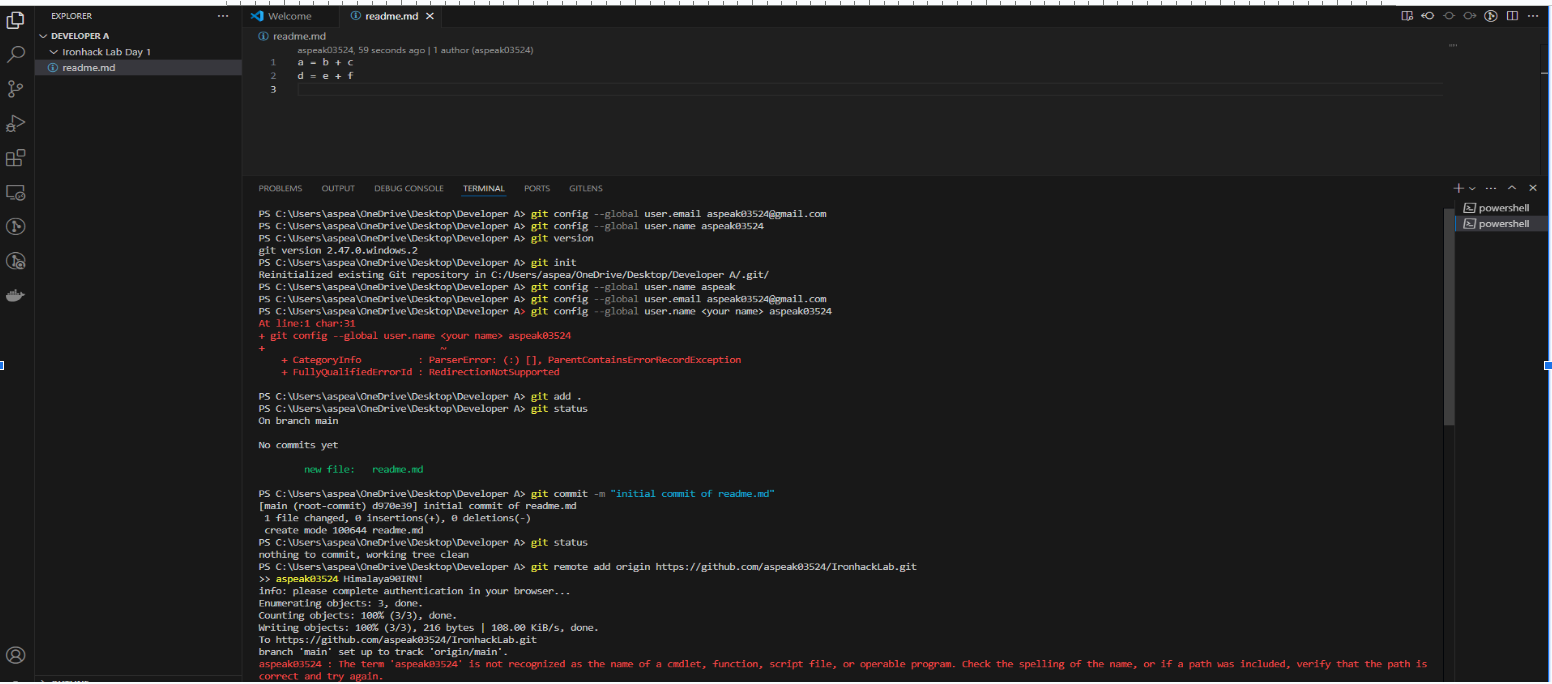 EXPLORER
DEVELOPER A
Ironhack Lab Day 1
readme.md
Welcome
readme.md
readme.md
aspeak03524, 59 seconds ago | 1 author (aspeak03524)
1 a = b + c
2 d = e + f
3
PROBLEMS OUTPUT DEBUG CONSOLE TERMINAL PORTS GITLENS
powershell
powershell
PS C:\Users\aspea\OneDrive\Desktop\Developer A> git config --global user.email aspeak03524@gmail.com
PS C:\Users\aspea\OneDrive\Desktop\Developer A> git config --global user.name aspeak03524
PS C:\Users\aspea\OneDrive\Desktop\Developer A> git version
git version 2.47.0.windows.2
PS C:\Users\aspea\OneDrive\Desktop\Developer A> git init
Reinitialized existing Git repository in C:/Users/aspea/OneDrive/Desktop/Developer A/.git/
PS C:\Users\aspea\OneDrive\Desktop\Developer A> git config --global user.name aspeak
PS C:\Users\aspea\OneDrive\Desktop\Developer A> git config --global user.email aspeak03524@gmail.com
PS C:\Users\aspea\OneDrive\Desktop\Developer A> git config --global user.name <your name> aspeak03524
At line:1 char:31
+ git config --global user.name <your name> aspeak03524
+ ~
+ CategoryInfo : ParserError: (:) [], ParentContainsErrorRecordException
+ FullyQualifiedErrorId : RedirectionNotSupported
PS C:\Users\aspea\OneDrive\Desktop\Developer A> git add .
PS C:\Users\aspea\OneDrive\Desktop\Developer A> git status
On branch main
No commits yet
new file: readme.md
PS C:\Users\aspea\OneDrive\Desktop\Developer A> git commit -m "initial commit of readme.md"
[main (root-commit) d970e39] initial commit of readme.md
1 file changed, 0 insertions(+), 0 deletions(-)
create mode 100644 readme.md
PS C:\Users\aspea\OneDrive\Desktop\Developer A> git status
nothing to commit, working tree clean
PS C:\Users\aspea\OneDrive\Desktop\Developer A> git remote add origin https://github.com/aspeak03524/IronhackLab.git
>> aspeak03524 Himalaya90IRN!
info: please complete authentication in your browser...
Enumerating objects: 3, done.
Counting objects: 100% (3/3), done.
Writing objects: 100% (3/3), 216 bytes | 108.00 KiB/s, done.
To https://github.com/aspeak03524/IronhackLab.git
branch 'main' set up to track 'origin/main'.
aspeak03524 : The term 'aspeak03524' is not recognized as the name of a cmdlet, function, script file, or operable program. Check the spelling of the name, or if a path was included, verify that the path is
correct and try again.